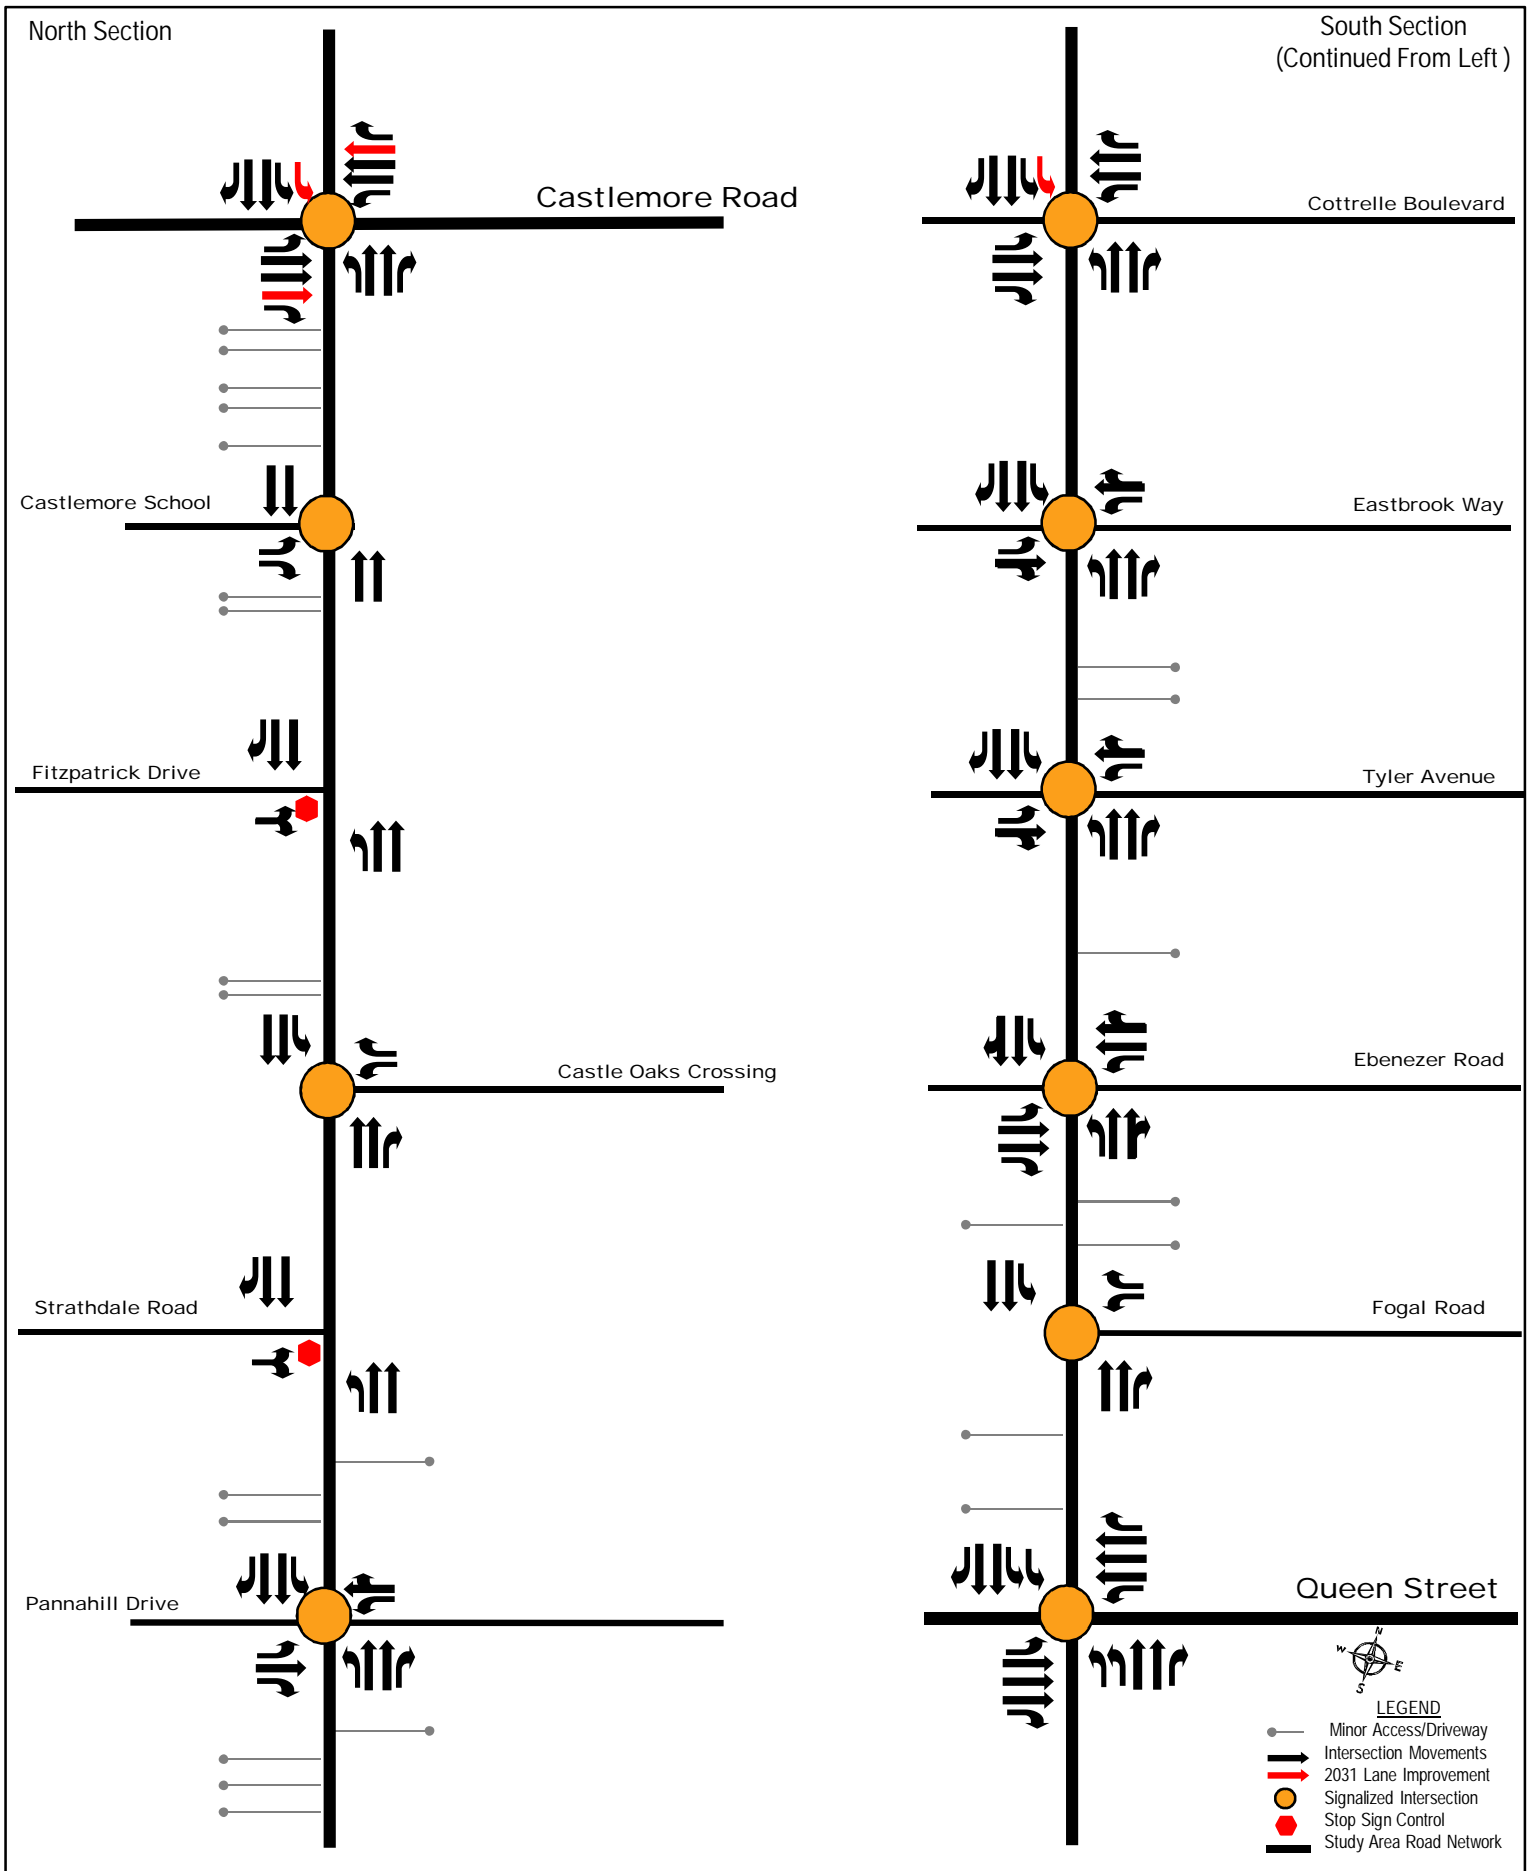 North Section
South Section
(Continued From Left )
Castlemore Road
Castlemore School
Fitzpatrick Drive
Castle Oaks Crossing
Strathdale Road
Pannahill Drive
Cottrelle Boulevard
Eastbrook Way
Tyler Avenue
Ebenezer Road
Fogal Road
Queen Street
N
W
E
S
LEGEND
Minor Access/Driveway
Intersection Movements
2031 Lane Improvement
Signalized Intersection
Stop Sign Control
Study Area Road Network